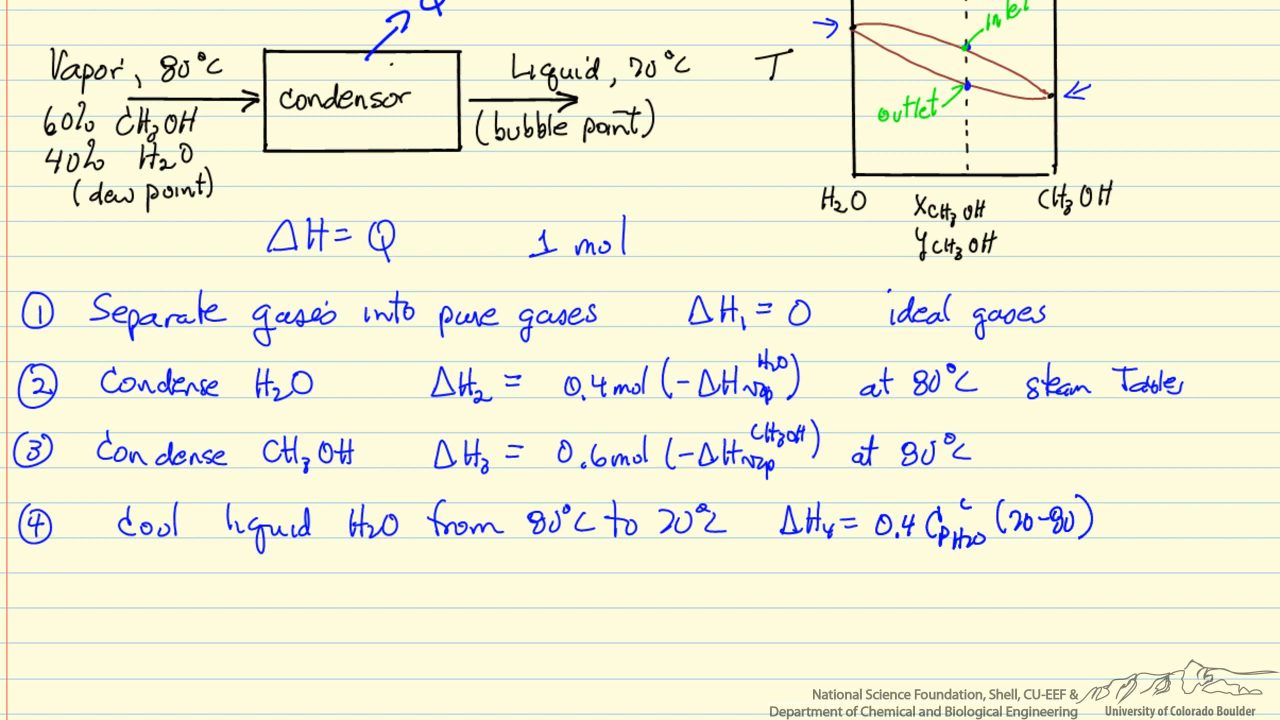 Q
inlet
Vapor, 80°C
Liquid, 70°C
T
condensor
60% CH3OH
(bubble point)
outlet
40% H2O
(dew point)
H2O
XCH3OH
CH3OH
yCH3OH
ΔH = Q 1 mol
① Separate gases into pure gases ΔH1 = 0 ideal gases
② Condense H2O ΔH2 = 0.4 mol (-ΔHvap^H2O) at 80°C steam Tables
③ Condense CH3OH ΔH3 = 0.6 mol (-ΔHvap^CH3OH) at 80°C
④ Cool liquid H2O from 80°C to 70°C ΔH4 = 0.4 C_P H2O^L (70-80)
National Science Foundation, Shell, CU-EEF &
Department of Chemical and Biological Engineering
University of Colorado Boulder